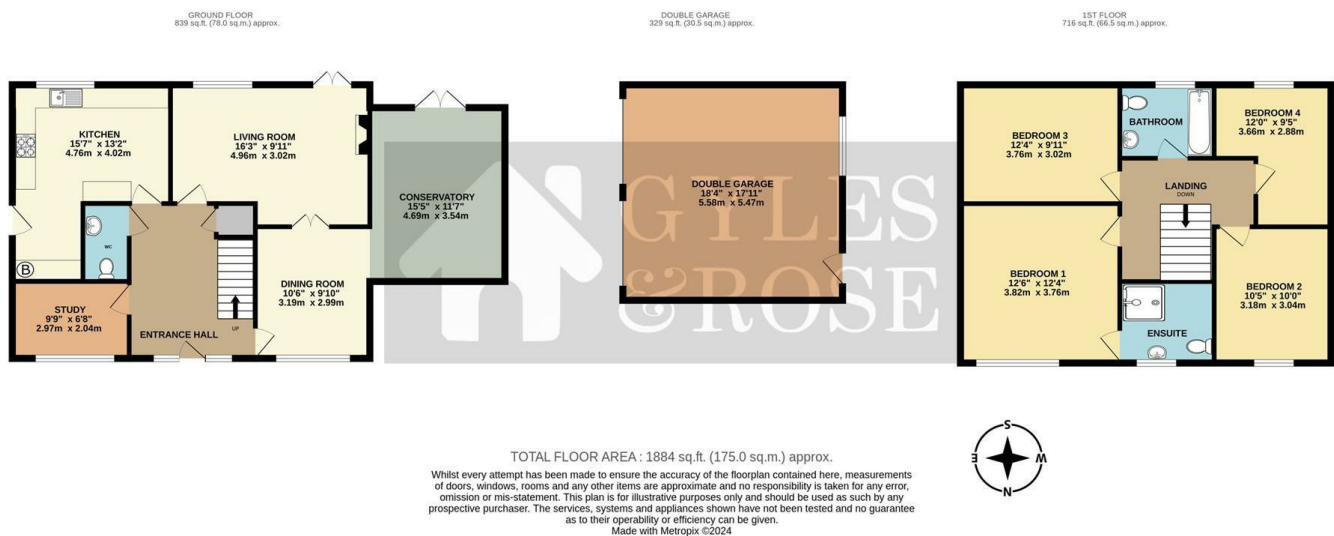 GROUND FLOOR
839 sq.ft. (78.0 sq.m.) approx.
DOUBLE GARAGE
329 sq.ft. (30.5 sq.m.) approx.
1ST FLOOR
716 sq.ft. (66.5 sq.m.) approx.
KITCHEN
15'7" x 13'2"
4.76m x 4.02m
LIVING ROOM
16'3" x 9'11"
4.96m x 3.02m
CONSERVATORY
15'5" x 11'7"
4.69m x 3.54m
WC
B
DINING ROOM
10'6" x 9'10"
3.19m x 2.99m
STUDY
9'9" x 6'8"
2.97m x 2.04m
ENTRANCE HALL
UP
DOUBLE GARAGE
18'4" x 17'11"
5.58m x 5.47m
GYLES
&ROSE
BEDROOM 3
12'4" x 9'11"
3.76m x 3.02m
BATHROOM
BEDROOM 4
12'0" x 9'5"
3.66m x 2.88m
LANDING
DOWN
BEDROOM 1
12'6" x 12'4"
3.82m x 3.76m
ENSUITE
BEDROOM 2
10'5" x 10'0"
3.18m x 3.04m
S
E W
N
TOTAL FLOOR AREA : 1884 sq.ft. (175.0 sq.m.) approx.
Whilst every attempt has been made to ensure the accuracy of the floorplan contained here, measurements
of doors, windows, rooms and any other items are approximate and no responsibility is taken for any error,
omission or mis-statement. This plan is for illustrative purposes only and should be used as such by any
prospective purchaser. The services, systems and appliances shown have not been tested and no guarantee
as to their operability or efficiency can be given.
Made with Metropix ©2024